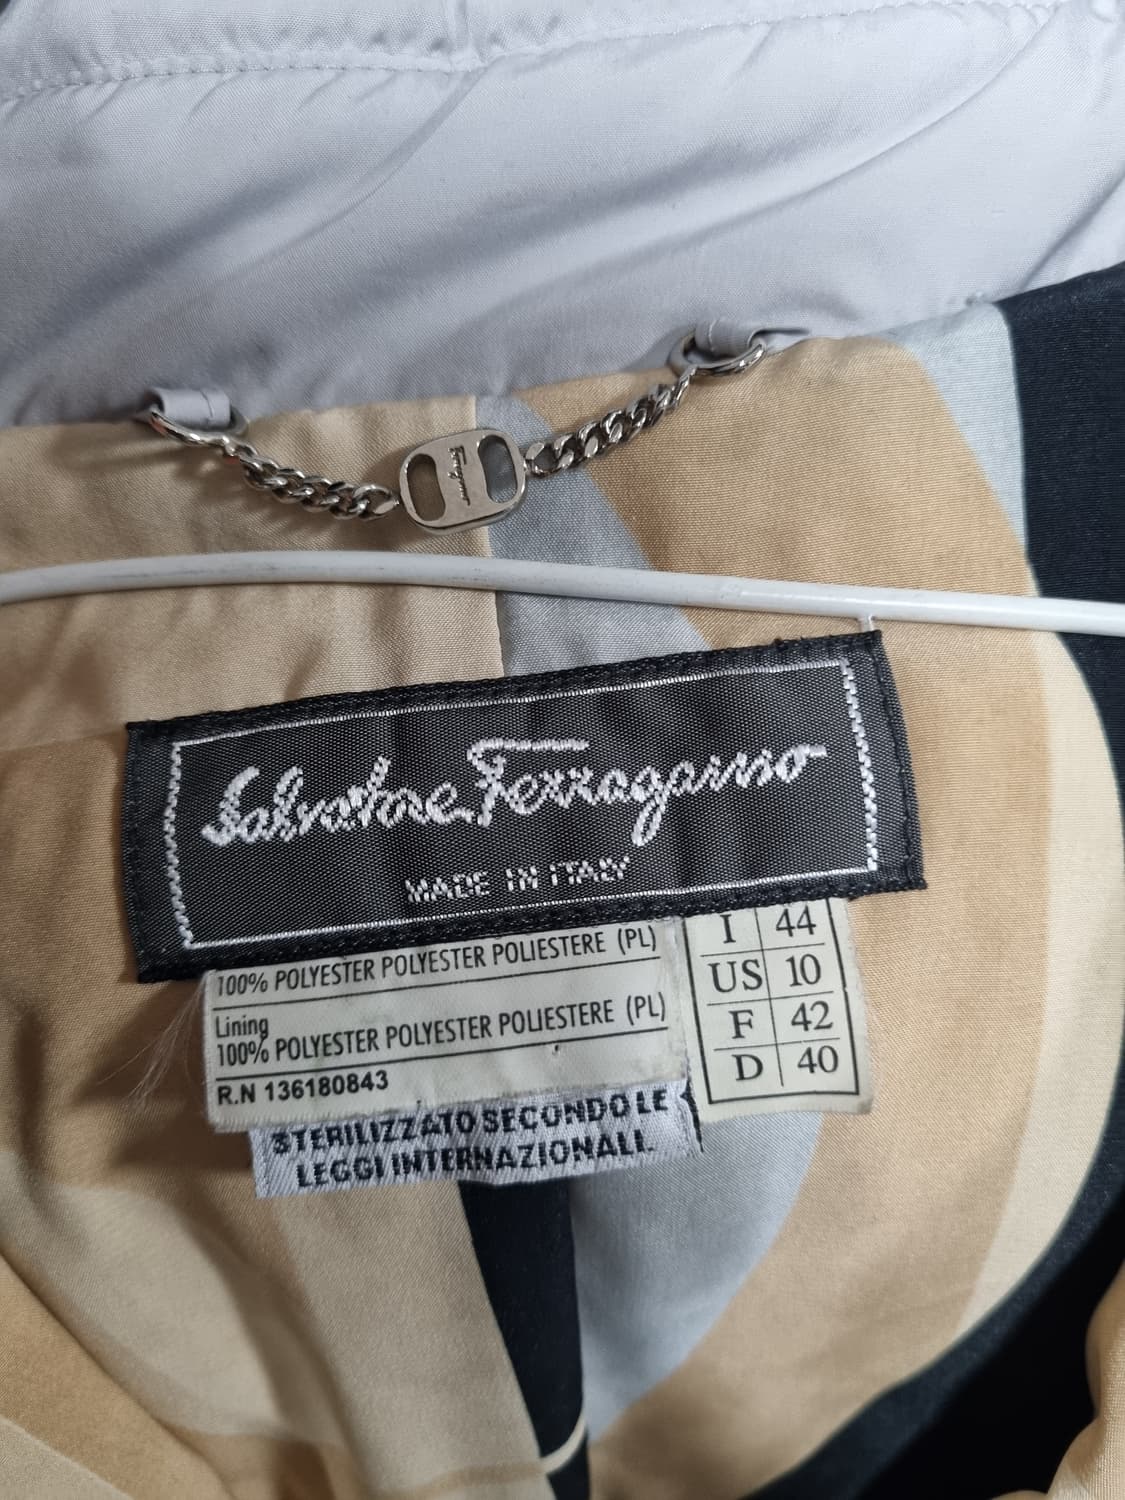 Ferragamo
Salvatore Ferragamo
MADE IN ITALY
100% POLYESTER POLYESTER POLIESTERE (PL)
Lining
100% POLYESTER POLYESTER POLIESTERE (PL)
R.N 136180843
STERILIZZATO SECONDO LE
LEGGI INTERNAZIONALI.
I 44
US 10
F 42
D 40